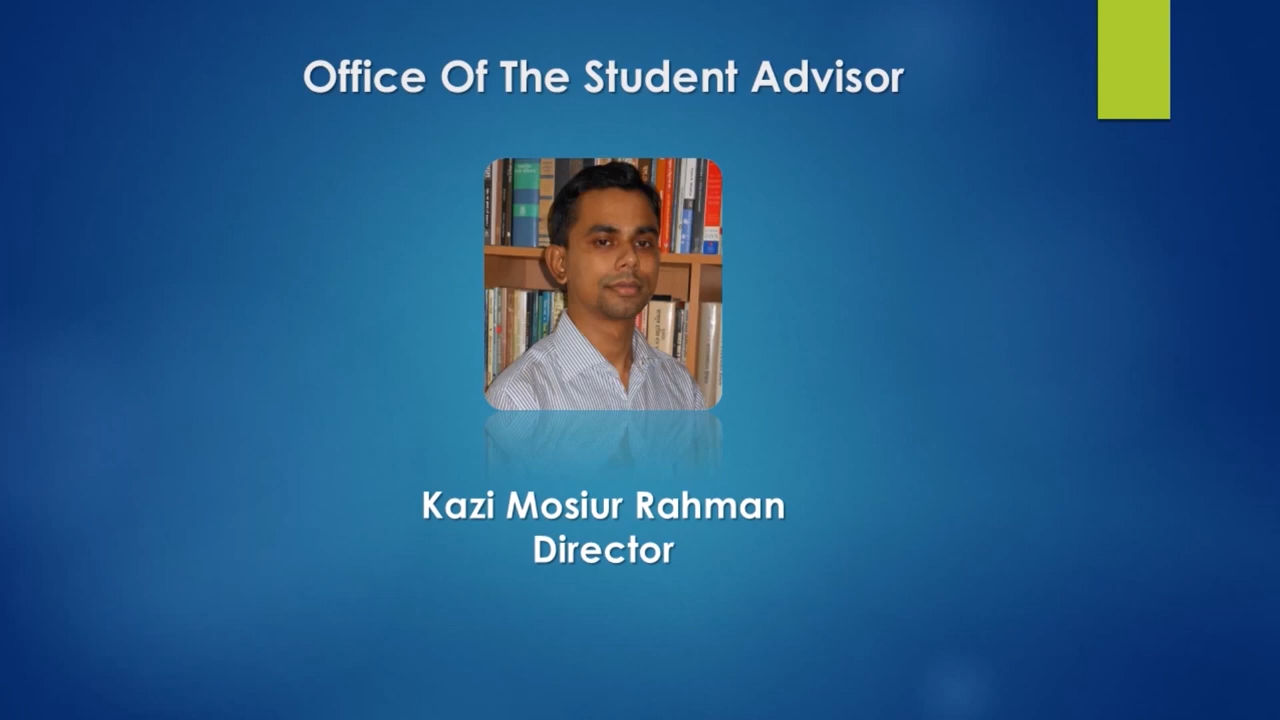 Office Of The Student Advisor
Kazi Mosiur Rahman
Director